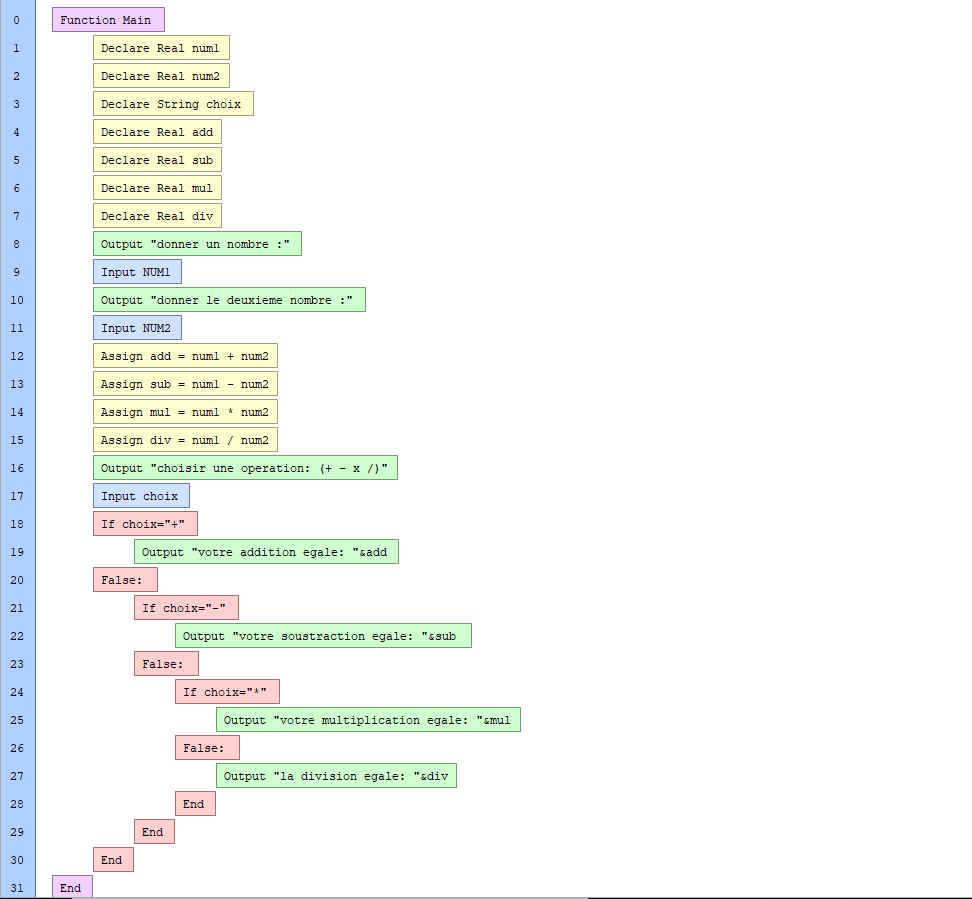 0 Function Main
1 Declare Real num1
2 Declare Real num2
3 Declare String choix
4 Declare Real add
5 Declare Real sub
6 Declare Real mul
7 Declare Real div
8 Output "donner un nombre :"
9 Input NUM1
10 Output "donner le deuxieme nombre :"
11 Input NUM2
12 Assign add = num1 + num2
13 Assign sub = num1 - num2
14 Assign mul = num1 * num2
15 Assign div = num1 / num2
16 Output "choisir une operation: (+ - x /)"
17 Input choix
18 If choix="+"
19 Output "votre addition egale: "&add
20 False:
21 If choix="-"
22 Output "votre soustraction egale: "&sub
23 False:
24 If choix="*"
25 Output "votre multiplication egale: "&mul
26 False:
27 Output "la division egale: "&div
28 End
29 End
30 End
31 End